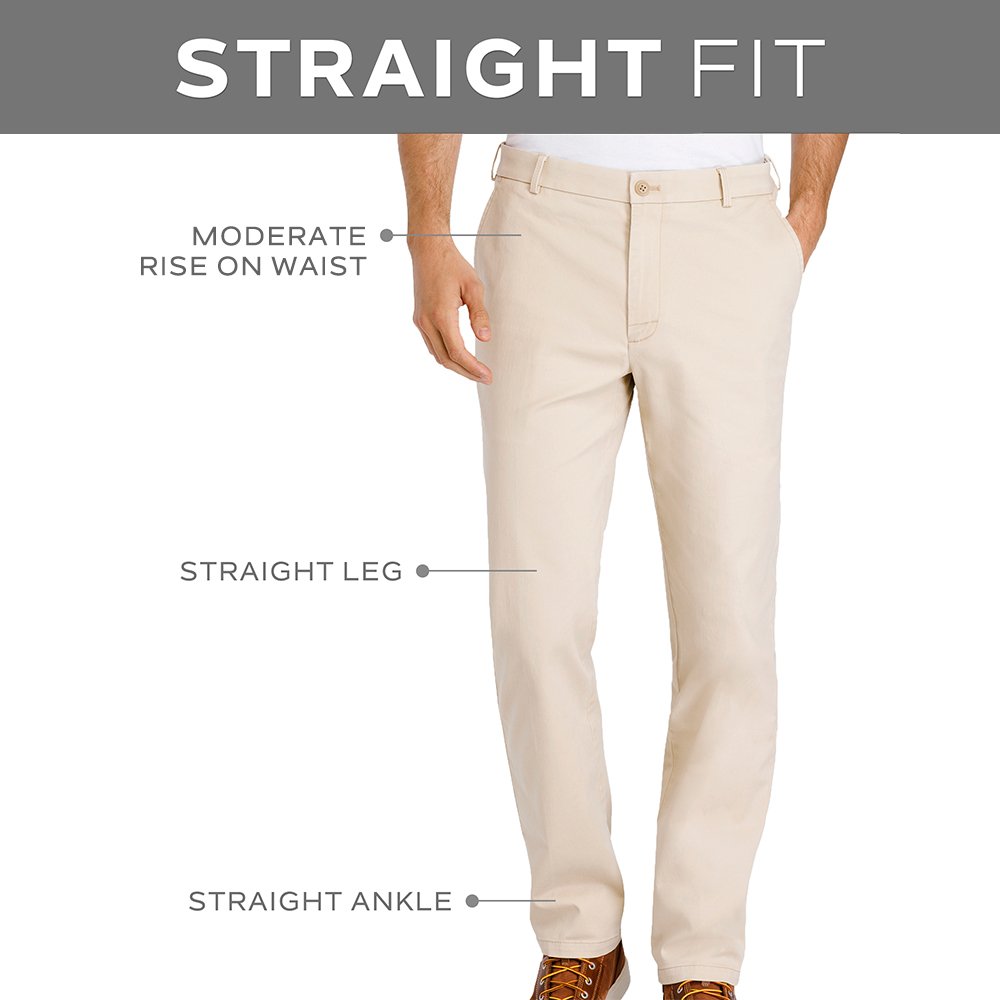 STRAIGHT FIT
MODERATE
RISE ON WAIST
STRAIGHT LEG
STRAIGHT ANKLE